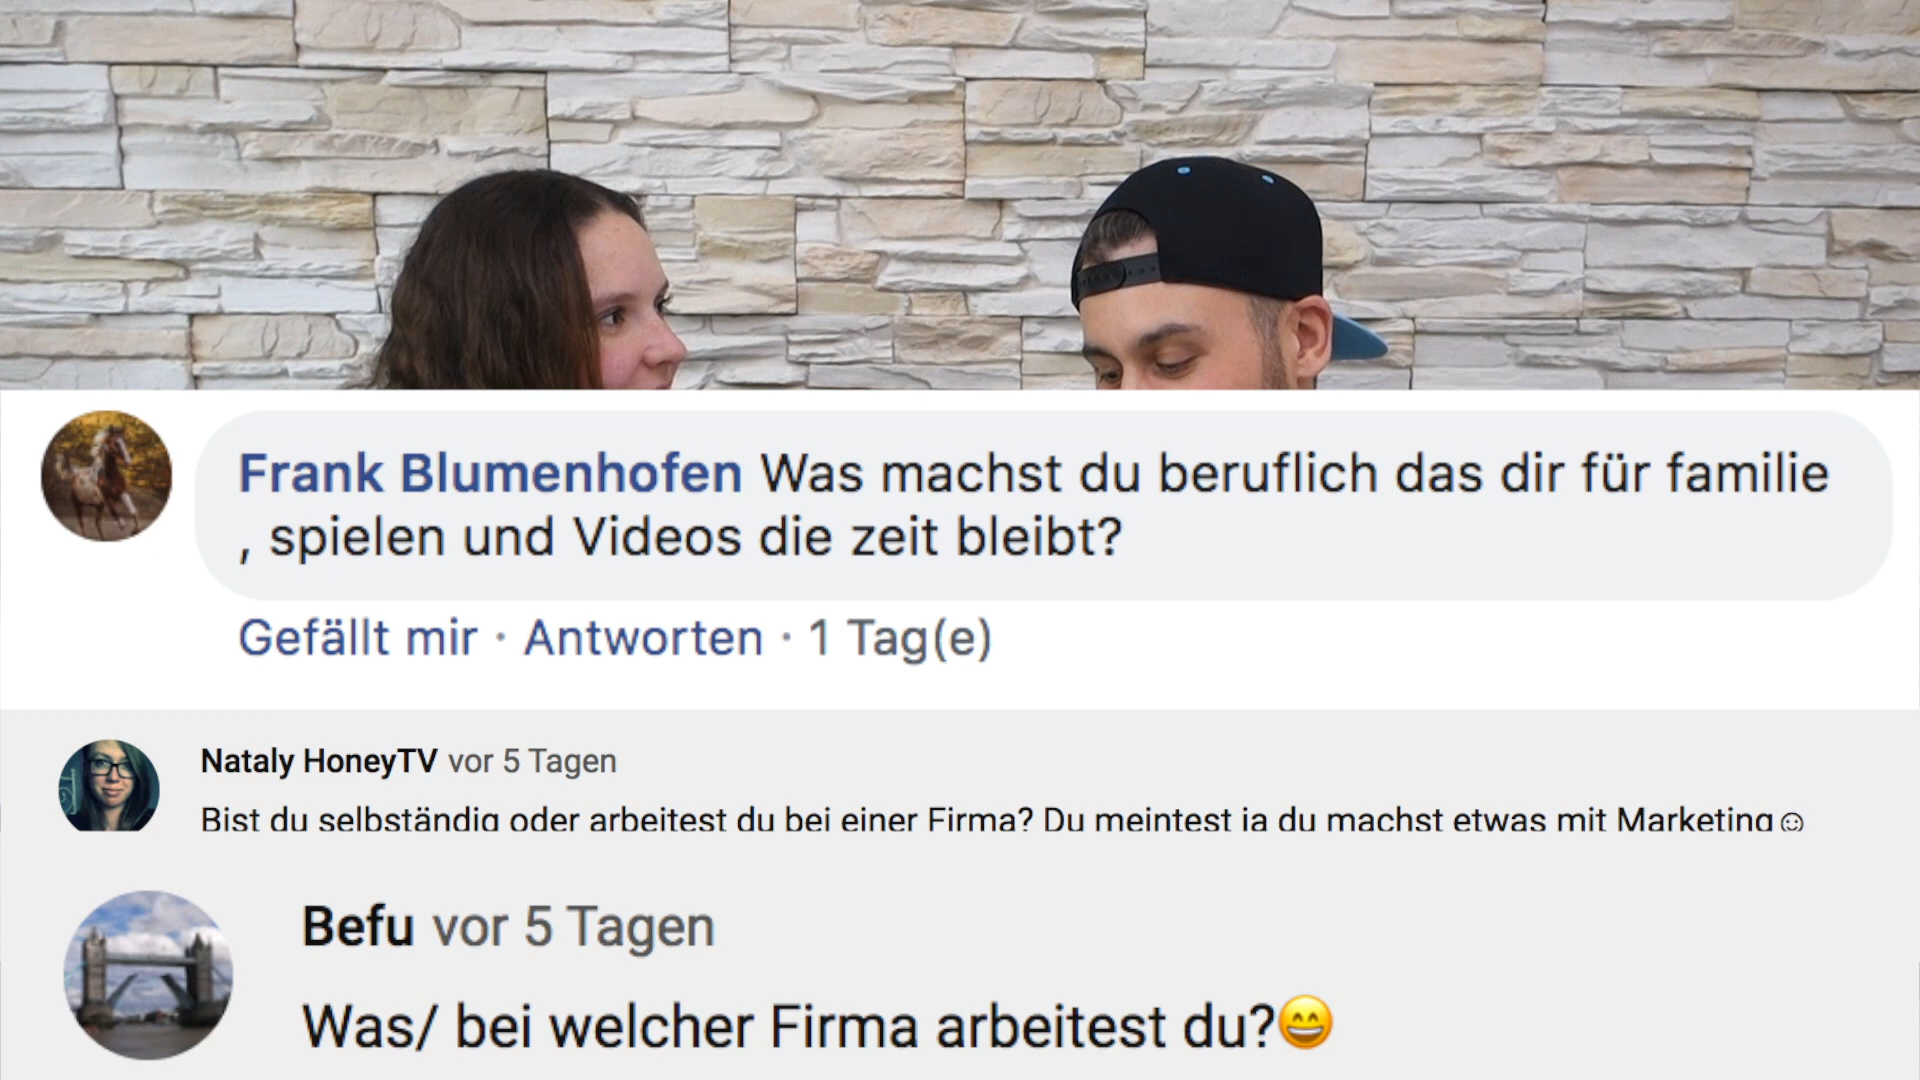 Frank Blumenhofen Was machst du beruflich das dir für familie
, spielen und Videos die zeit bleibt?
Gefällt mir · Antworten · 1 Tag(e)
Nataly HoneyTV vor 5 Tagen
Bist du selbständig oder arbeitest du bei einer Firma? Du meintest ja du machst etwas mit Marketing☺
Befu vor 5 Tagen
Was/ bei welcher Firma arbeitest du?😄